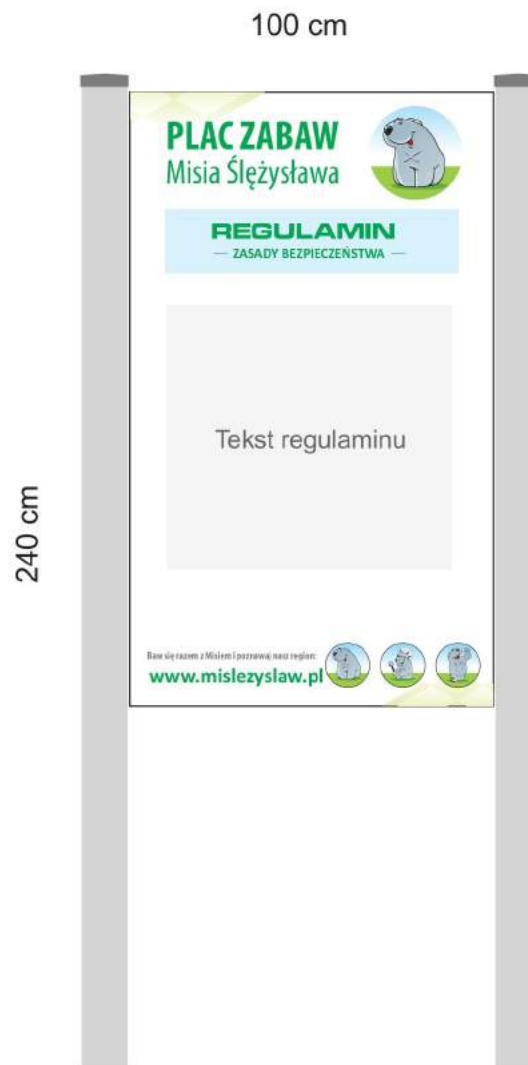 100 cm
PLAC ZABAW
Misia Ślężysława
REGULAMIN
— ZASADY BEZPIECZEŃSTWA —
Tekst regulaminu
240 cm
Baw się razem z Misiem i poznawaj nasz region:
www.mislezyslaw.pl